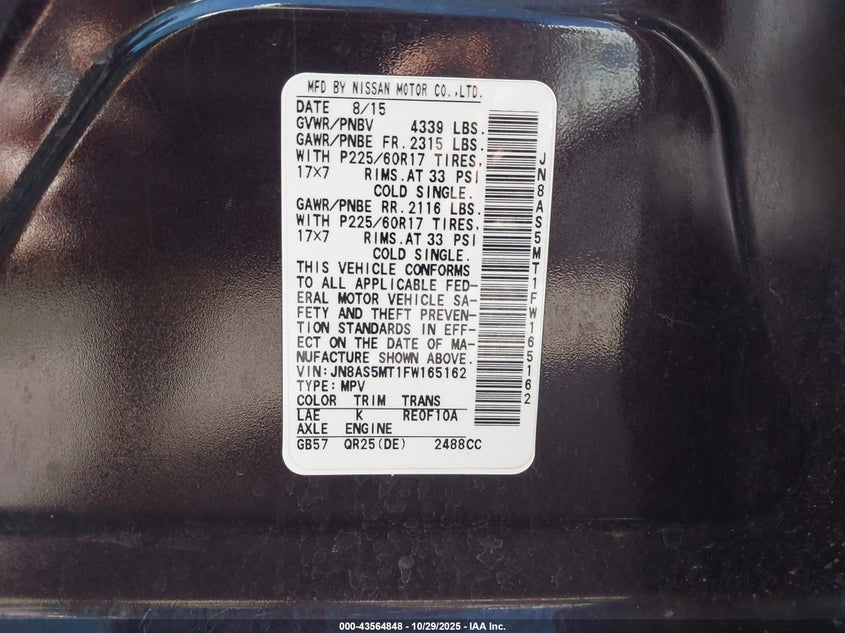 MFD BY NISSAN MOTOR CO.,LTD.
DATE 8/15
GVWR/PNBV 4339 LBS.
GAWR/PNBE FR.2315 LBS.
WITH P225/60R17 TIRES,
17×7 RIMS.AT 33 PSI
COLD SINGLE.
GAWR/PNBE RR.2116 LBS.
WITH P225/60R17 TIRES,
17×7 RIMS.AT 33 PSI
COLD SINGLE.
THIS VEHICLE CONFORMS
TO ALL APPLICABLE FED-
ERAL MOTOR VEHICLE SA-
FETY AND THEFT PREVEN-
TION STANDARDS IN EFF-
ECT ON THE DATE OF MA-
NUFACTURE SHOWN ABOVE.
VIN:JN8AS5MT1FW165162
TYPE:MPV
COLOR TRIM TRANS
LAE K RE0F10A
AXLE ENGINE
GB57 QR25(DE) 2488CC
JN8AS5MT1FW165162
000-43564848 | 10/29/2025 - IAA Inc.